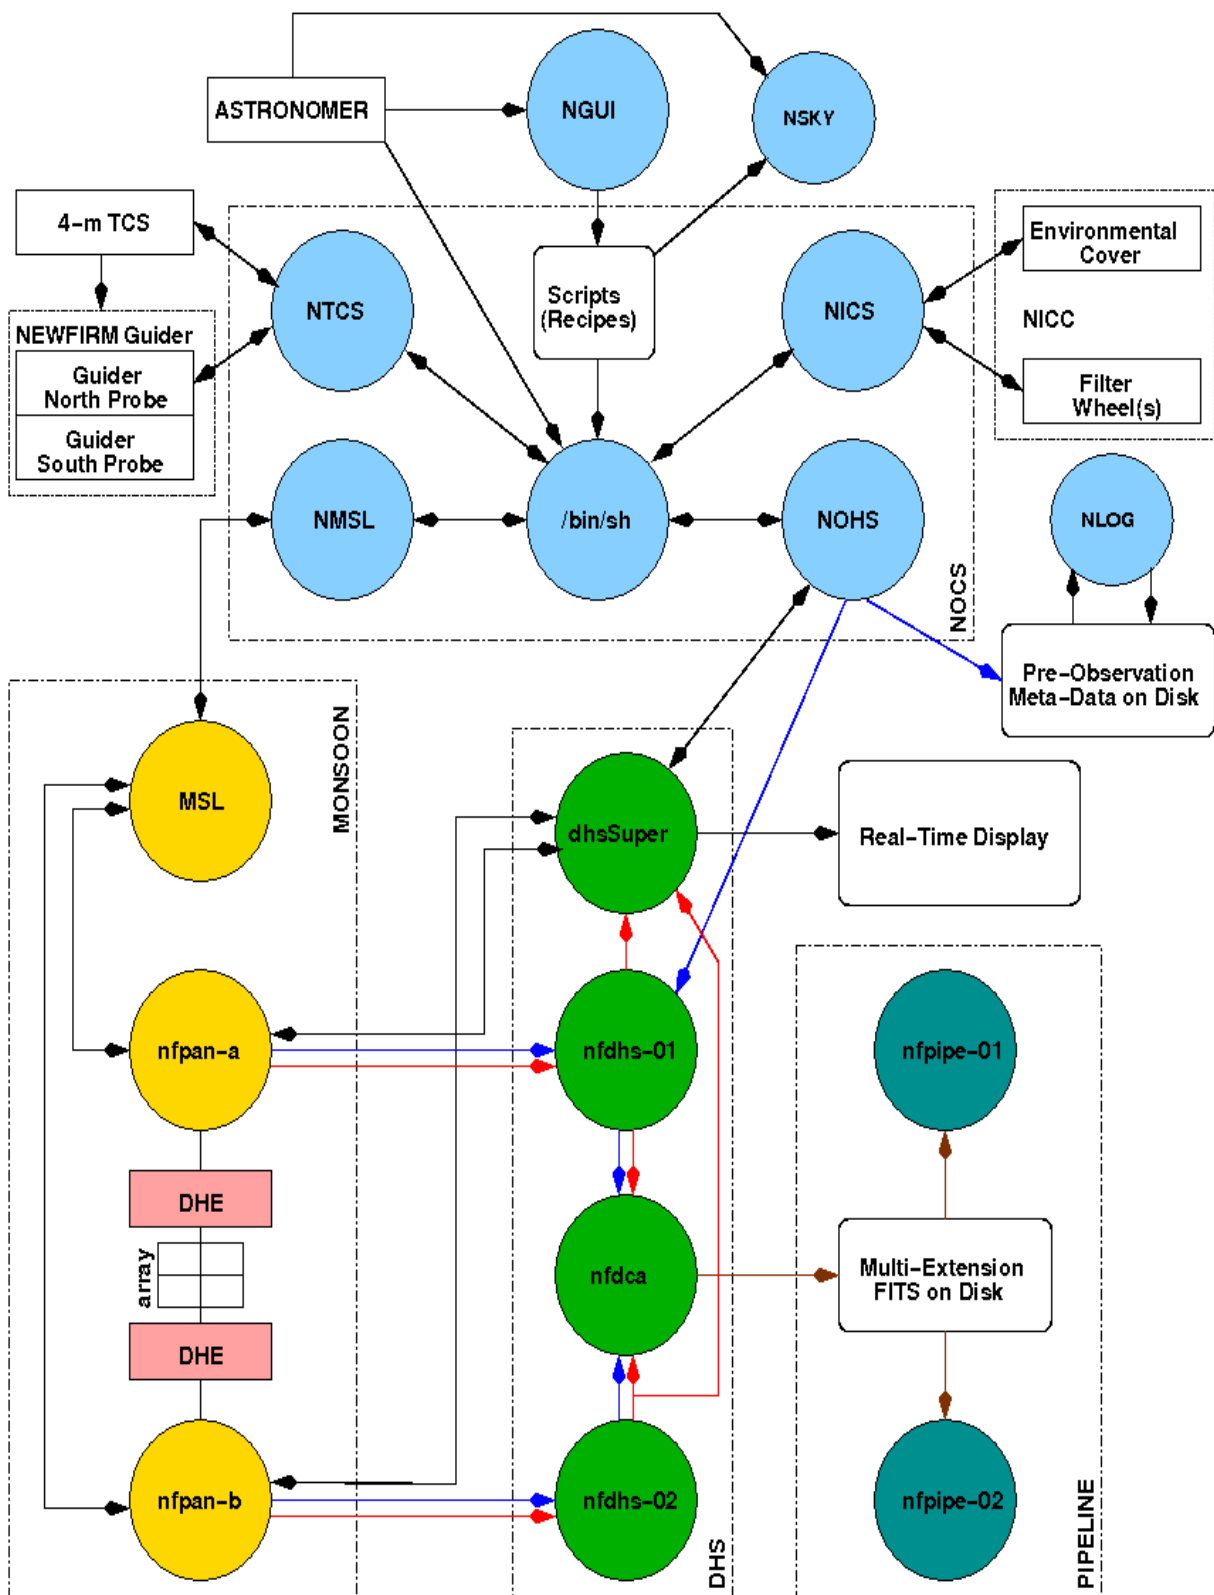 ASTRONOMER
NGUI
NSKY
4-m TCS
NEWFIRM Guider
Guider
North Probe
Guider
South Probe
NTCS
Scripts
(Recipes)
NICS
Environmental
Cover
NICC
Filter
Wheel(s)
NMSL
/bin/sh
NOHS
NOCS
NLOG
Pre-Observation
Meta-Data on Disk
MONSOON
MSL
dhsSuper
Real-Time Display
nfpan-a
nfdhs-01
nfpipe-01
DHE
array
DHE
nfdca
Multi-Extension
FITS on Disk
nfpan-b
nfdhs-02
nfpipe-02
DHS
PIPELINE